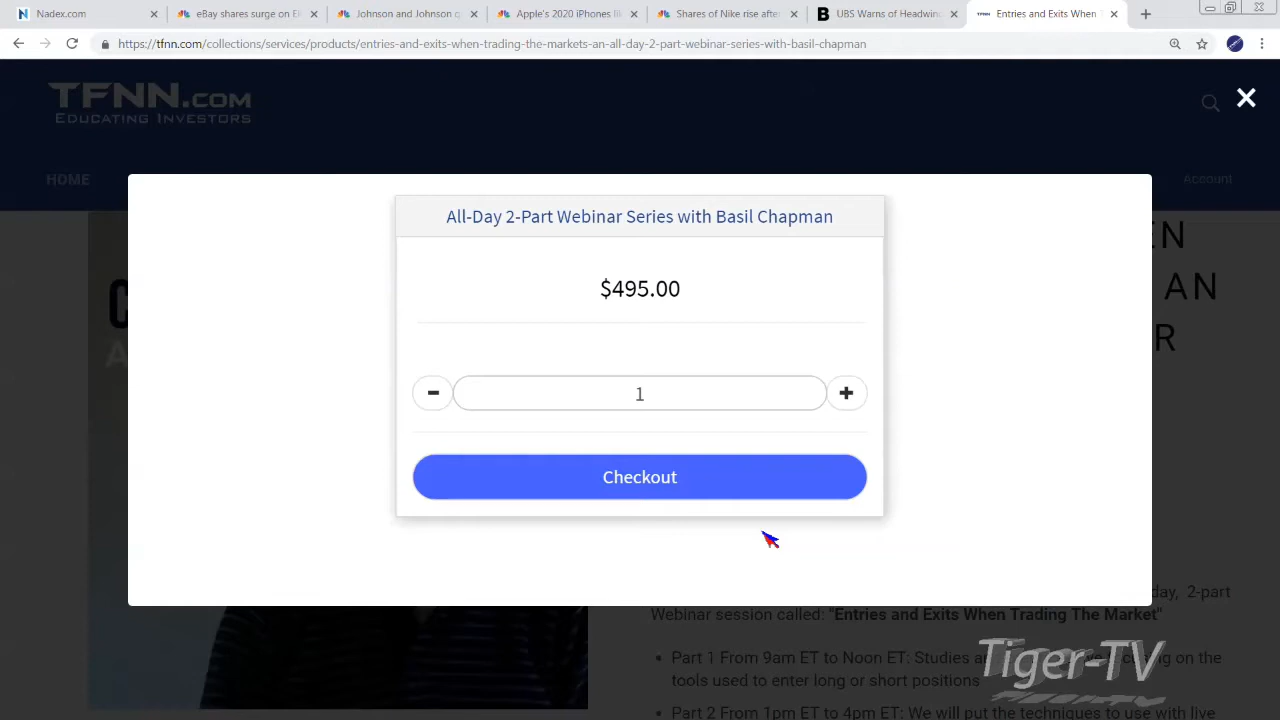 Nadex.com
eBay shares surge on E
Johnson and Johnson q
Apple's 2020 iPhones li
Shares of Nike rise after
UBS Warns of Headwin
Entries and Exits When
https://tfnn.com/collections/services/products/entries-and-exits-when-trading-the-markets-an-all-day-2-part-webinar-series-with-basil-chapman
TFNN.COM
EDUCATING INVESTORS
HOME
Account
EN
AN
R
All-Day 2-Part Webinar Series with Basil Chapman
$495.00
1
Checkout
day, 2-part
Webinar session called: "Entries and Exits When Trading The Market"
Part 1 From 9am ET to Noon ET: Studies on the
tools used to enter long or short positions
Part 2 From 1pm ET to 4pm ET: We will put the techniques to use with live
Tiger-TV